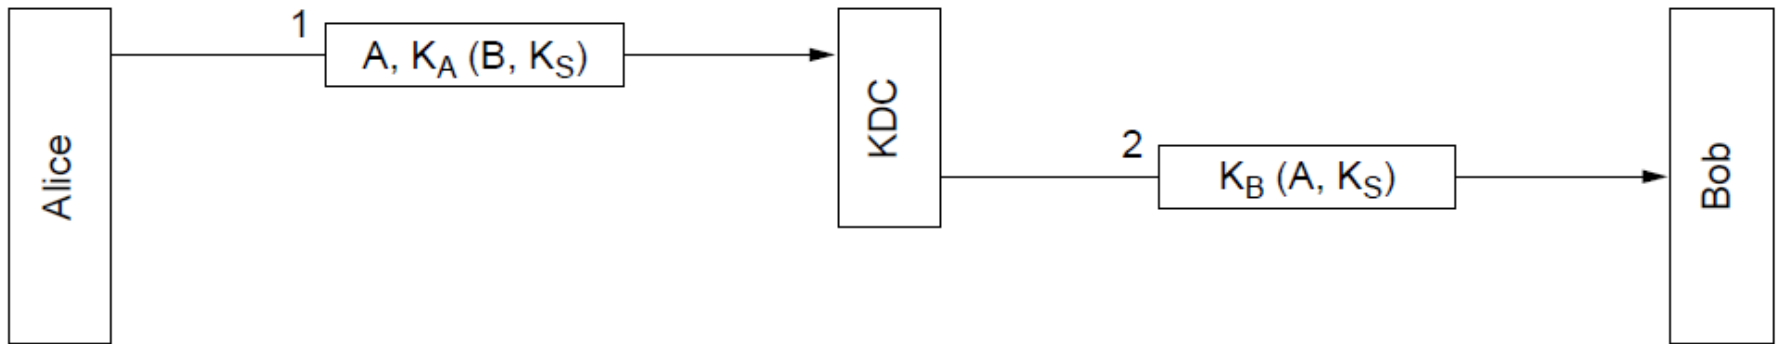 1
A, K_A (B, K_S)
Alice
KDC
2
K_B (A, K_S)
Bob